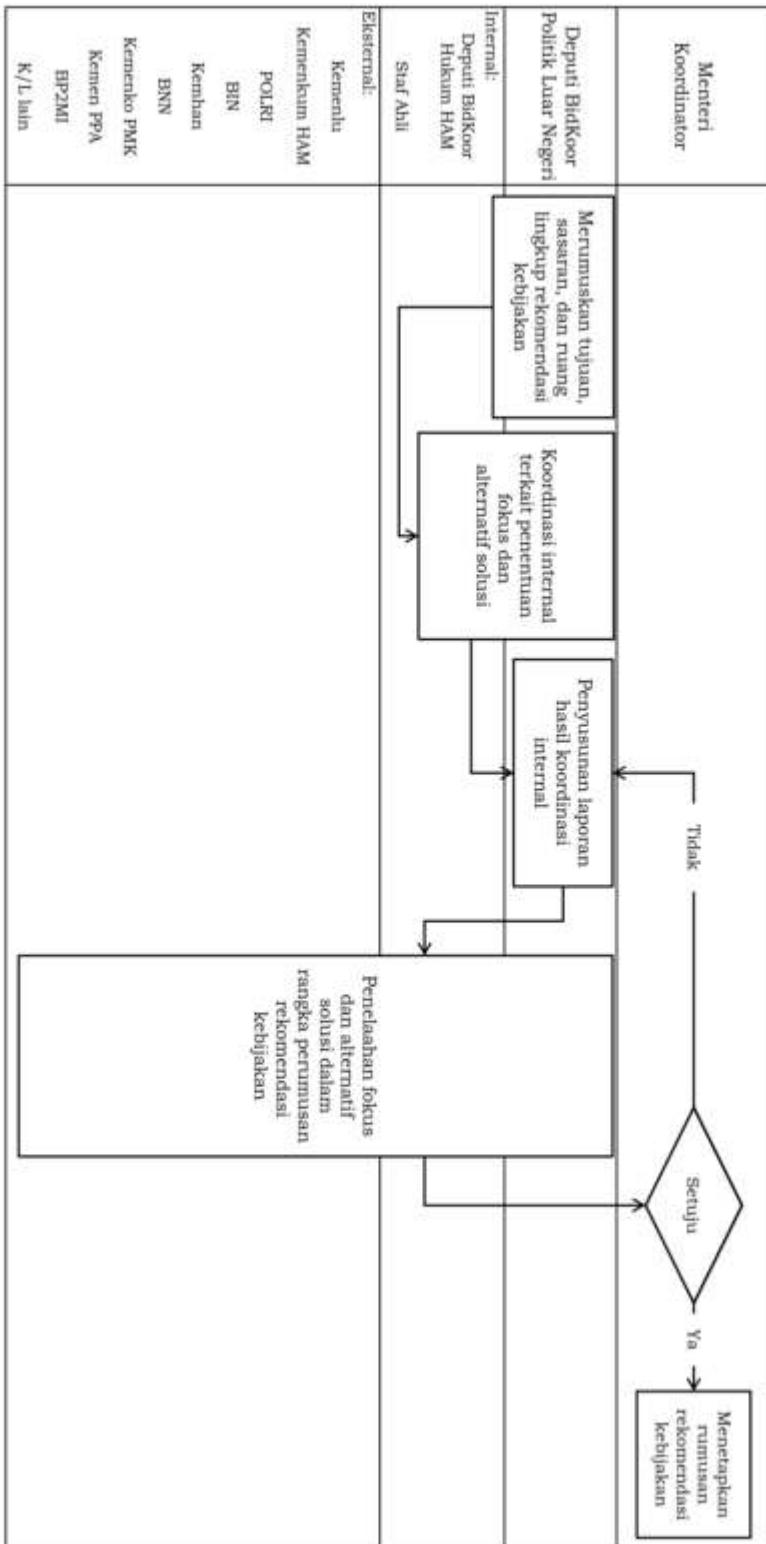 Menteri
Koordinator
Deputi BidKoor
Politik Luar Negeri
Internal:
Deputi BidKoor
Hukum HAM
Staf Ahli
Eksternal:
Kemenlu
Kemenkum HAM
POLRI
BIN
Kemhan
BNN
Kemenko PMK
Kemen PPA
BP2MI
K/L lain
Merumuskan tujuan,
sasaran, dan ruang
lingkup rekomendasi
kebijakan
Koordinasi internal
terkait penentuan
fokus dan
alternatif solusi
Penyusunan laporan
hasil koordinasi
internal
Tidak
Penelaahan fokus
dan alternatif
solusi dalam
rangka perumusan
rekomendasi
kebijakan
Setuju
Ya
Menetapkan
rumusan
rekomendasi
kebijakan